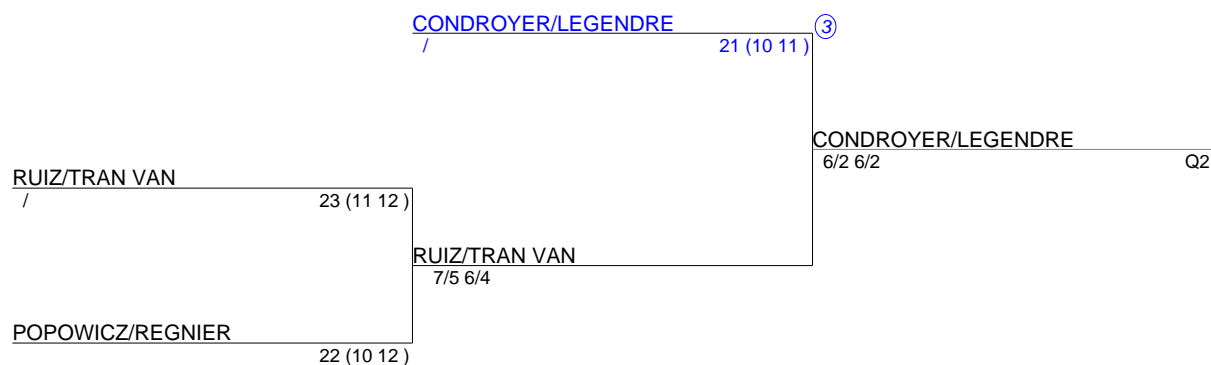 CONDROYER/LEGENDRE 3
/ 21 (10 11 )
CONDROYER/LEGENDRE
6/2 6/2 Q2
RUIZ/TRAN VAN
/ 23 (11 12 )
RUIZ/TRAN VAN
7/5 6/4
POPOWICZ/REGNIER
22 (10 12 )